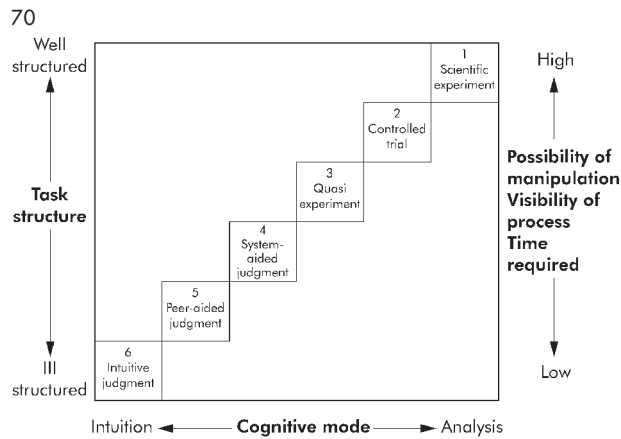 70
Well
structured
Task
structure
Ill
structured
1
Scientific
experiment
2
Controlled
trial
3
Quasi
experiment
4
System-
aided
judgment
5
Peer-aided
judgment
6
Intuitive
judgment
High
Possibility of
manipulation
Visibility of
process
Time
required
Low
Intuition Cognitive mode Analysis